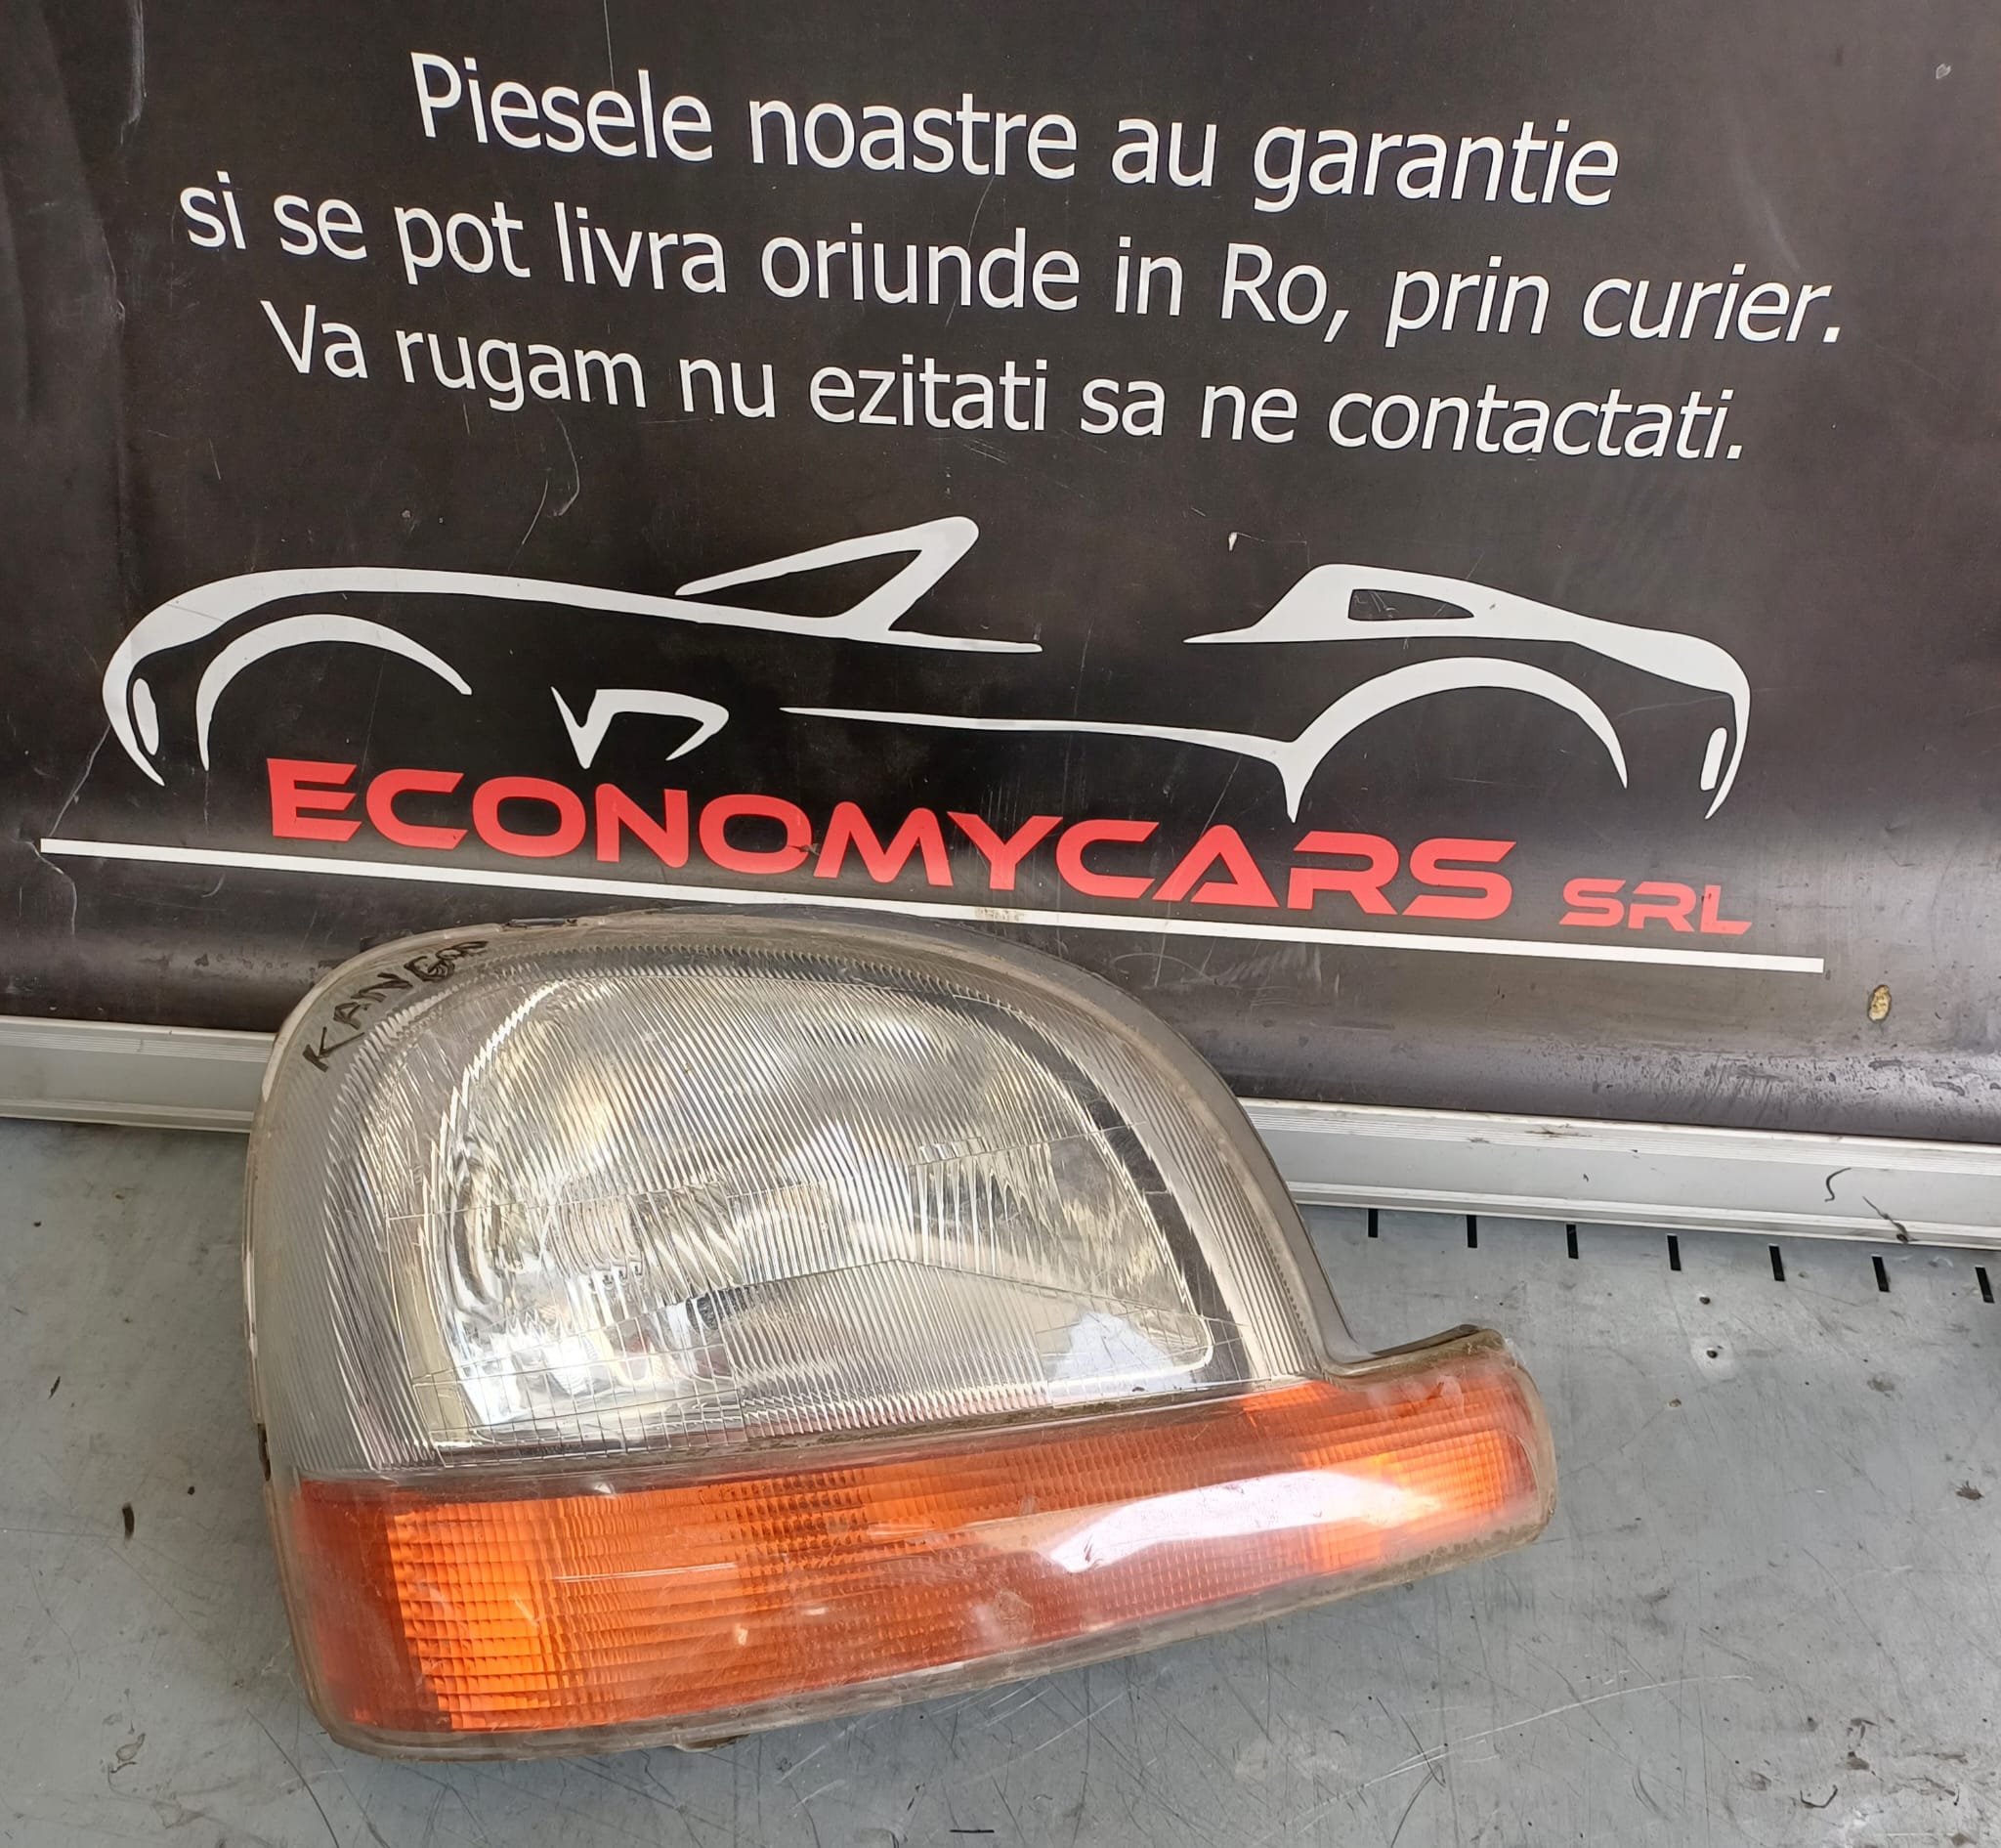 Piesele noastre au garantie
si se pot livra oriunde in Ro, prin curier.
Va rugam nu ezitati sa ne contactati.
ECONOMYCARS SRL
KANGOO